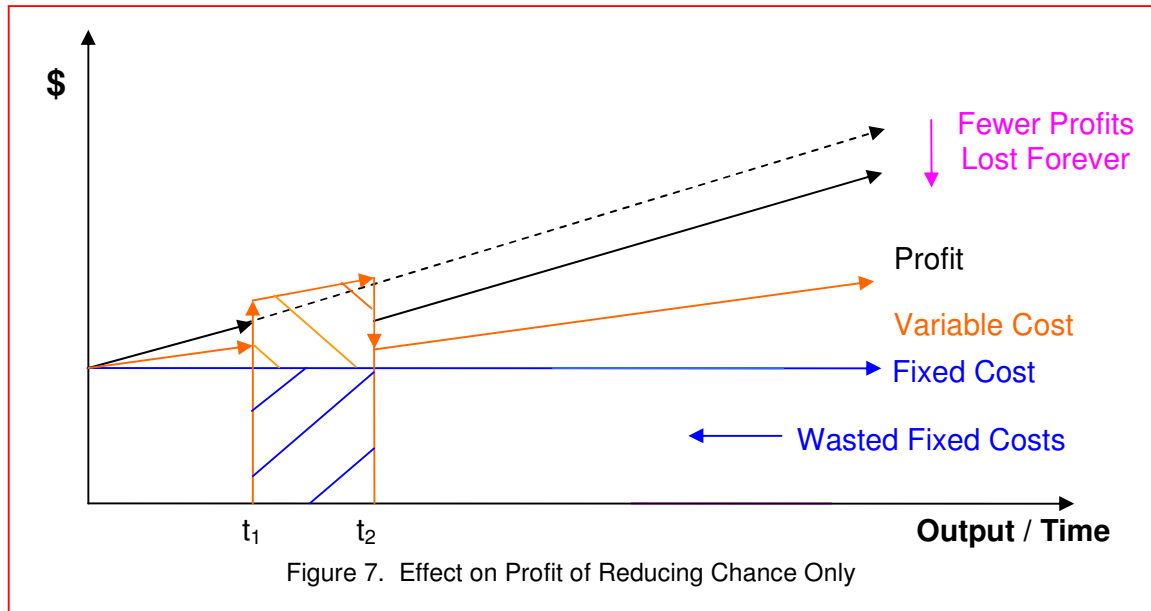 $
Fewer Profits
Lost Forever
Profit
Variable Cost
Fixed Cost
Wasted Fixed Costs
t₁ t₂
Output / Time
Figure 7. Effect on Profit of Reducing Chance Only